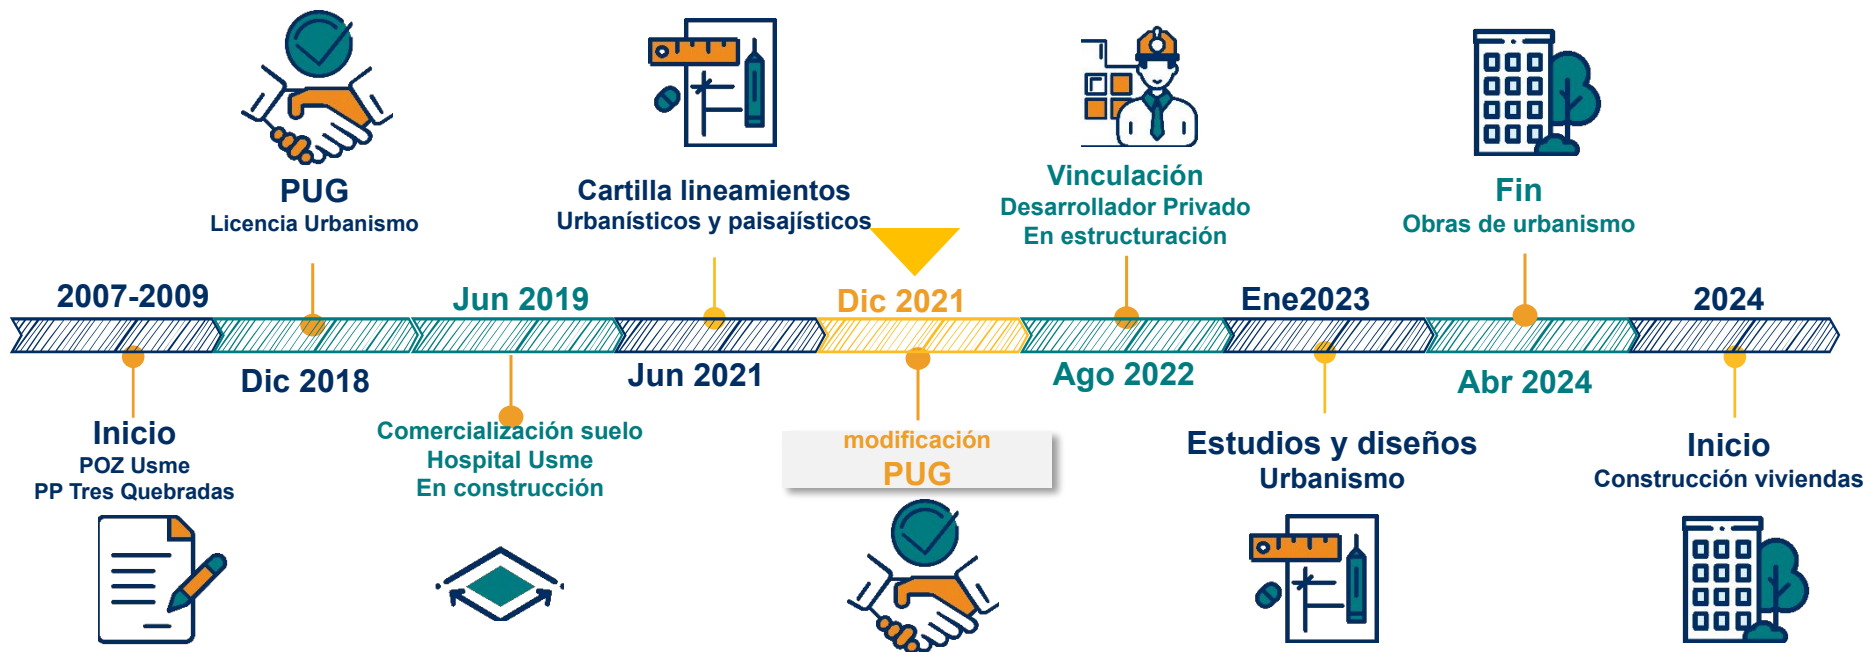 2007-2009
Inicio
POZ Usme
PP Tres Quebradas
PUG
Licencia Urbanismo
Dic 2018
Jun 2019
Comercialización suelo
Hospital Usme
En construcción
Cartilla lineamientos
Urbanísticos y paisajísticos
Jun 2021
Dic 2021
modificación
PUG
Vinculación
Desarrollador Privado
En estructuración
Ago 2022
Ene2023
Estudios y diseños
Urbanismo
Fin
Obras de urbanismo
Abr 2024
2024
Inicio
Construcción viviendas